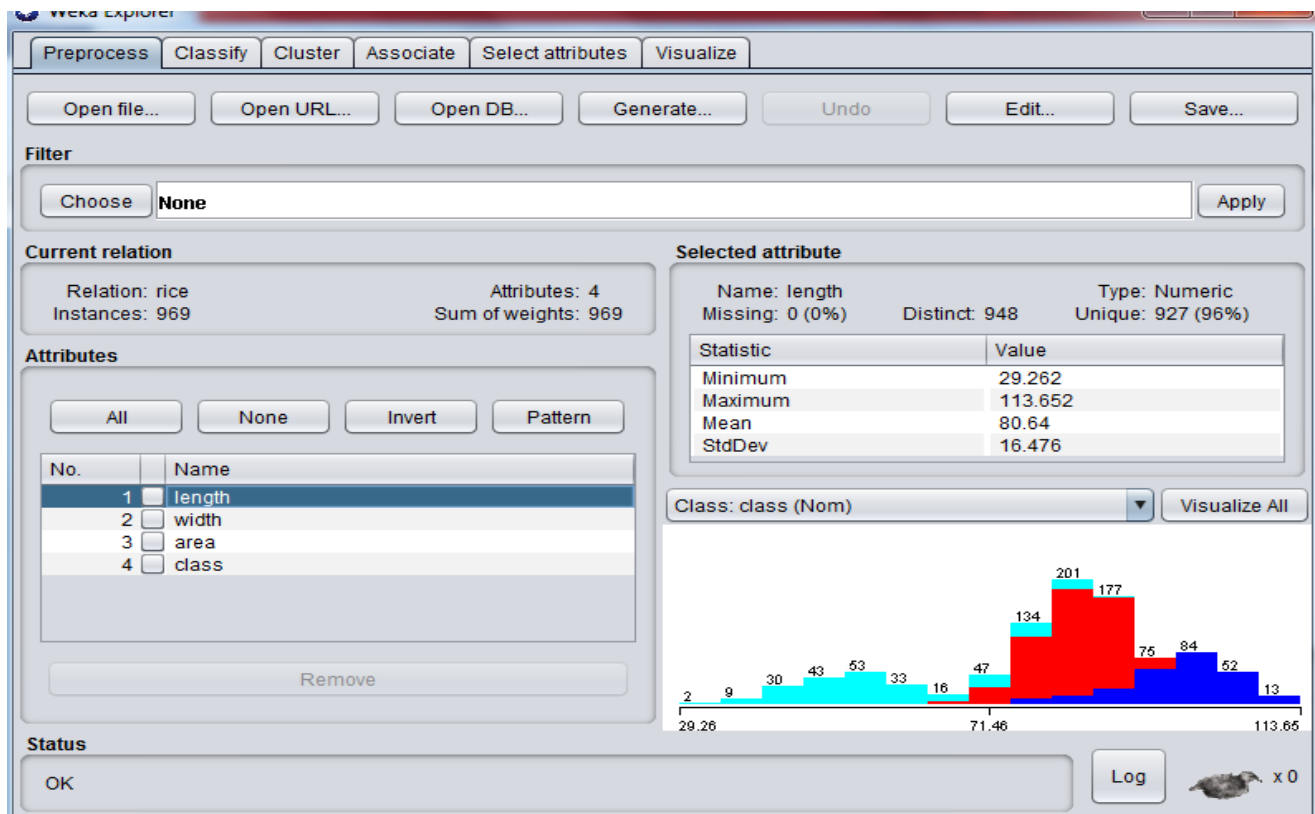 Weka Explorer
Preprocess Classify Cluster Associate Select attributes Visualize
Open file... Open URL... Open DB... Generate... Undo Edit... Save...
Filter
Choose None Apply
Current relation
Relation: rice Attributes: 4
Instances: 969 Sum of weights: 969
Attributes
All None Invert Pattern
No. Name
1 length
2 width
3 area
4 class
Remove
Selected attribute
Name: length Type: Numeric
Missing: 0 (0%) Distinct: 948 Unique: 927 (96%)
Statistic Value
Minimum 29.262
Maximum 113.652
Mean 80.64
StdDev 16.476
Class: class (Nom) Visualize All
2 9 30 43 53 33 16 47 134 201 177 75 84 52 13
29.26 71.46 113.65
Status
OK Log x 0